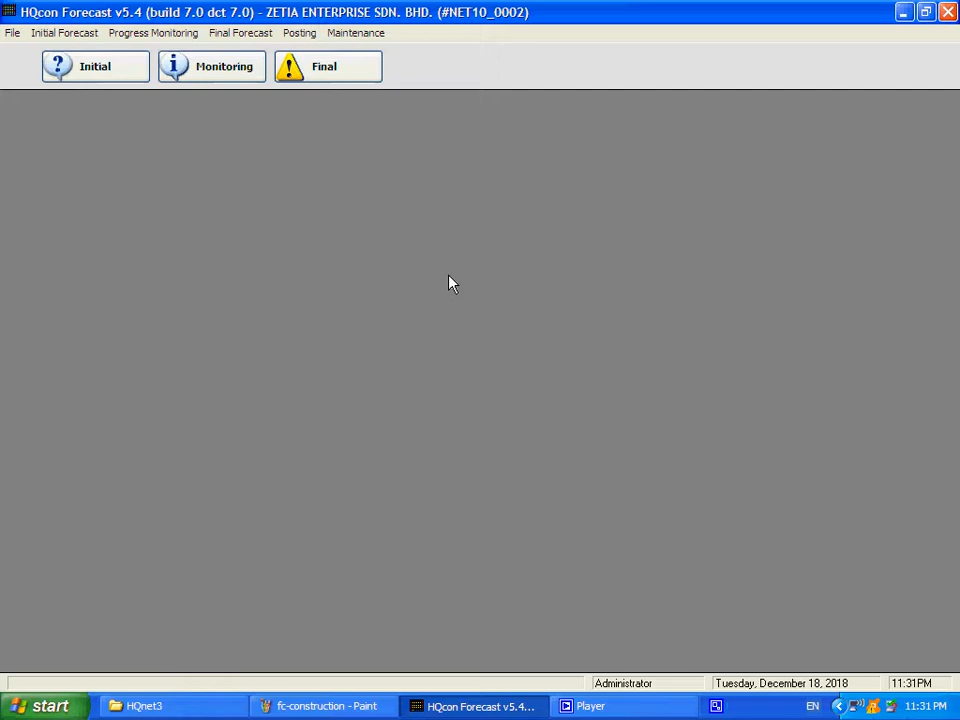 HQcon Forecast v5.4 (build 7.0 dct 7.0) - ZETIA ENTERPRISE SDN. BHD. (#NET10_0002)
File Initial Forecast Progress Monitoring Final Forecast Posting Maintenance
Initial Monitoring Final
Administrator Tuesday, December 18, 2018 11:31PM
start HQnet3 fc-construction - Paint HQcon Forecast v5.4... Player EN 11:31 PM